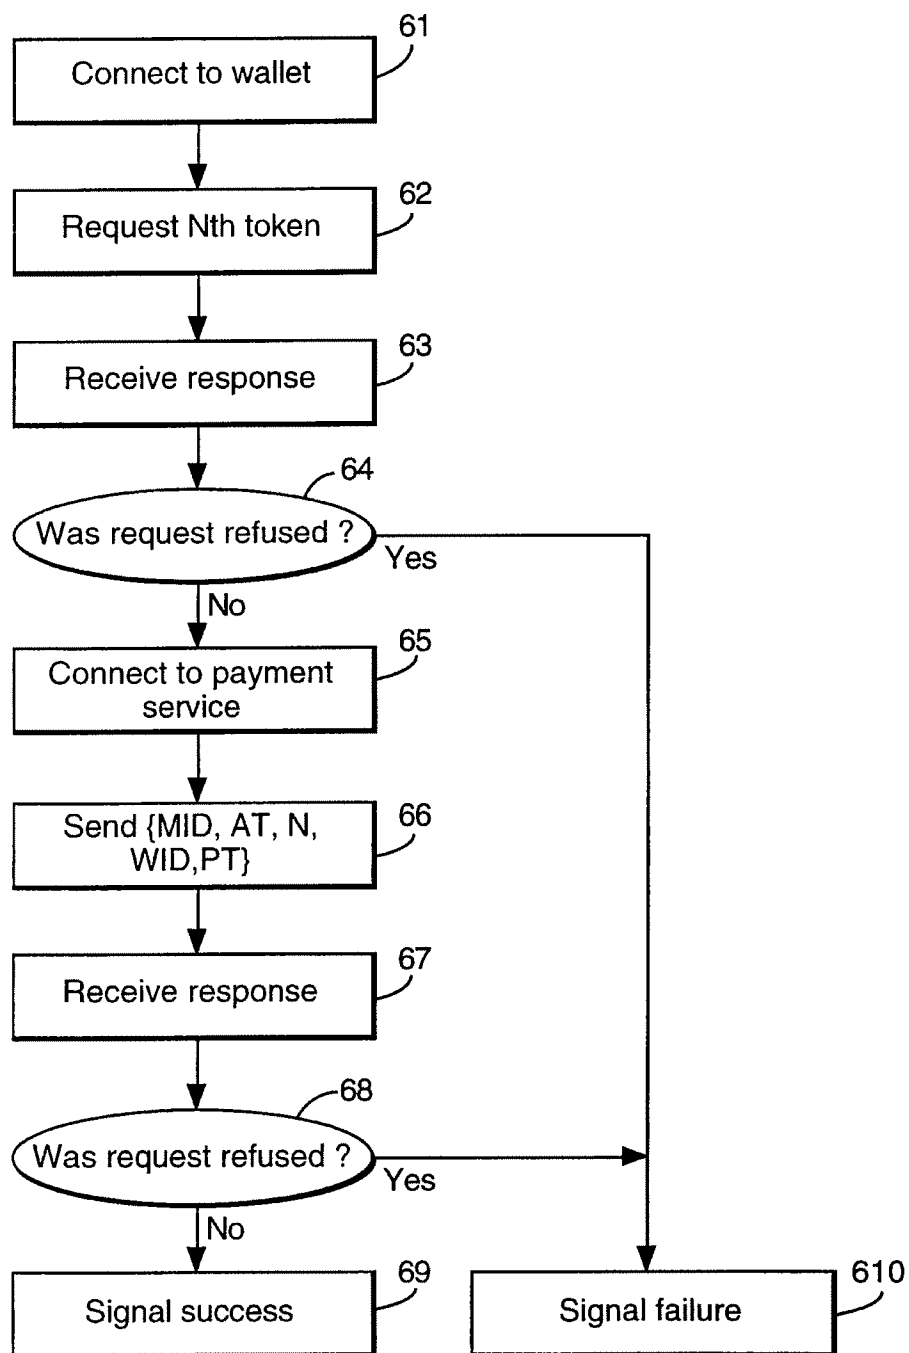 61
Connect to wallet
62
Request Nth token
63
Receive response
64
Was request refused ?
Yes
No
65
Connect to payment
service
66
Send {MID, AT, N,
WID,PT}
67
Receive response
68
Was request refused ?
Yes
No
69
Signal success
610
Signal failure